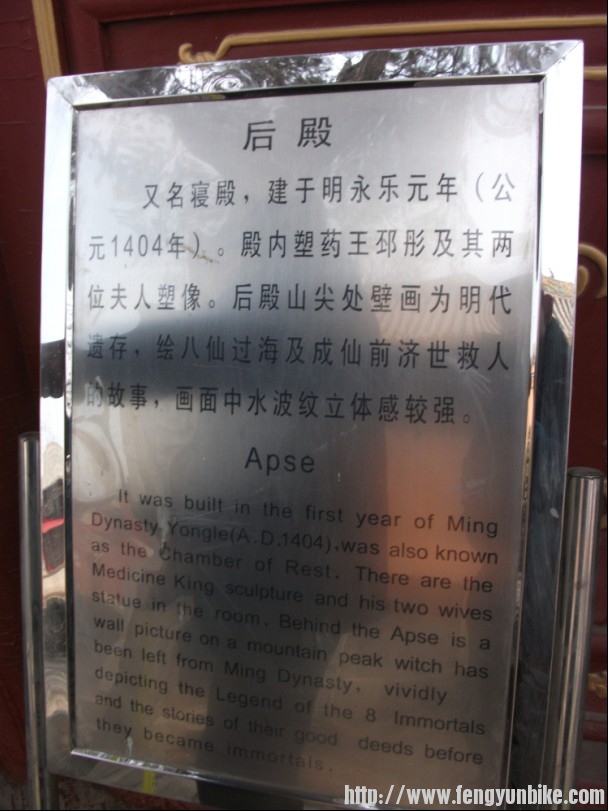 后殿
又名寝殿，建于明永乐元年（公
元1404年）。殿内塑药王邳彤及其两
位夫人塑像。后殿山尖处壁画为明代
遗存，绘八仙过海及成仙前济世救人
的故事，画面中水波纹立体感较强。
Apse
It was built in the first year of Ming
Dynasty Yongle(A.D.1404),was also known
as the Chamber of Rest. There are the
Medicine King sculpture and his two wives
statue in the room. Behind the Apse is a
wall picture on a mountain peak witch has
been left from Ming Dynasty, vividly
depicting the Legend of the 8 Immortals
and the stories of their good deeds before
they became immortals.
http://www.fengyunbike.com